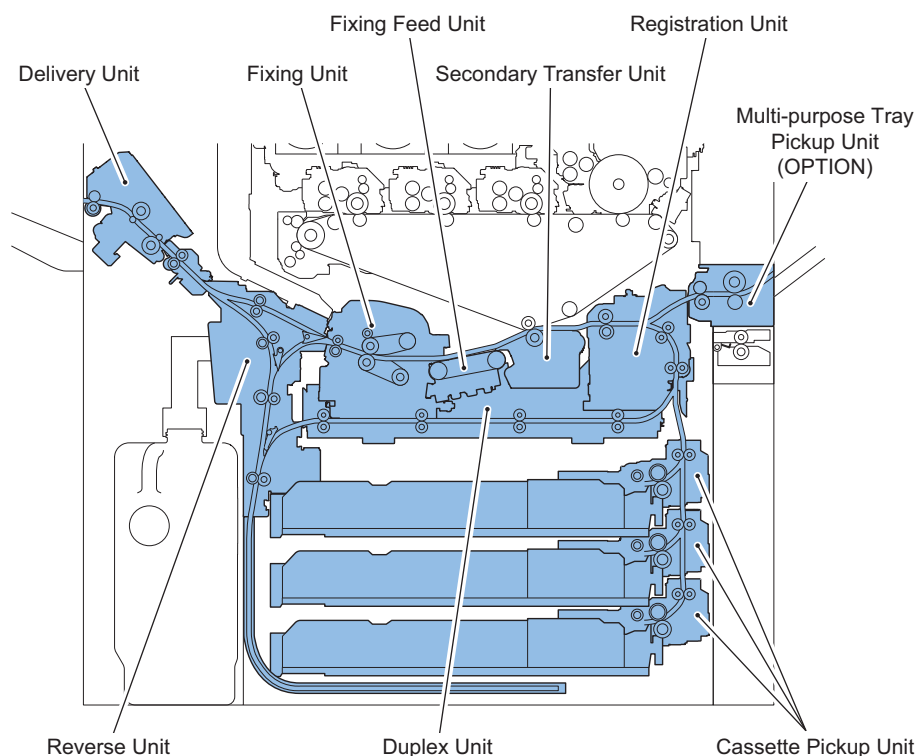 Fixing Feed Unit
Registration Unit
Delivery Unit
Fixing Unit
Secondary Transfer Unit
Multi-purpose Tray
Pickup Unit
(OPTION)
Reverse Unit
Duplex Unit
Cassette Pickup Unit